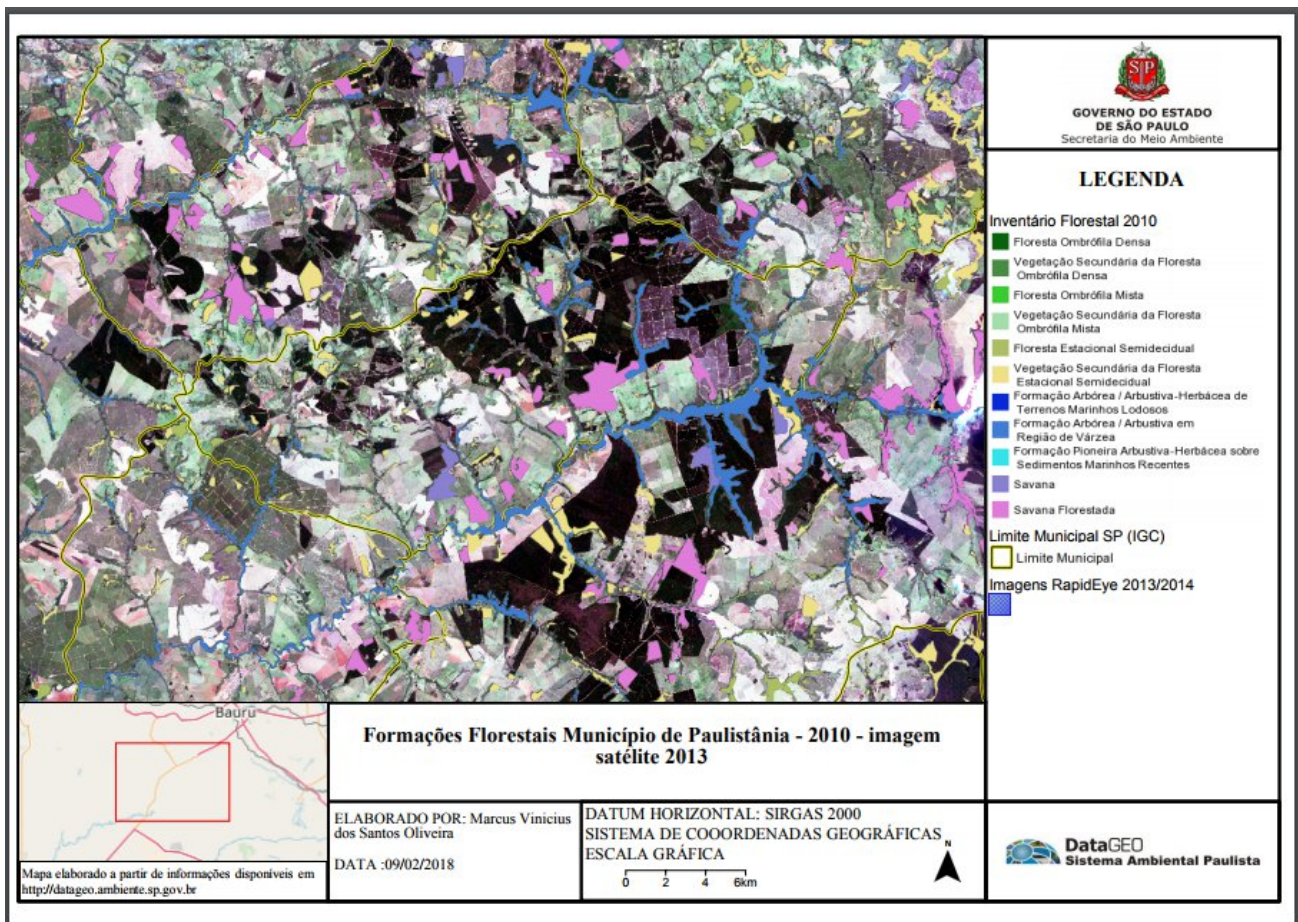 GOVERNO DO ESTADO
DE SÃO PAULO
Secretaria do Meio Ambiente
LEGENDA
Inventário Florestal 2010
Floresta Ombrófila Densa
Vegetação Secundária da Floresta
Ombrófila Densa
Floresta Ombrófila Mista
Vegetação Secundária da Floresta
Ombrófila Mista
Floresta Estacional Semidecidual
Vegetação Secundária da Floresta
Estacional Semidecidual
Formação Arbórea / Arbustiva-Herbácea de
Terrenos Marinhos Lodosos
Formação Arbórea / Arbustiva em
Região de Várzea
Formação Pioneira Arbustiva-Herbácea sobre
Sedimentos Marinhos Recentes
Savana
Savana Florestada
Limite Municipal SP (IGC)
Limite Municipal
Imagens RapidEye 2013/2014
Bauru
Mapa elaborado a partir de informações disponíveis em
http://datageo.ambiente.sp.gov.br
Formações Florestais Município de Paulistânia - 2010 - imagem
satélite 2013
ELABORADO POR: Marcus Vinicius
dos Santos Oliveira
DATA :09/02/2018
DATUM HORIZONTAL: SIRGAS 2000
SISTEMA DE COOORDENADAS GEOGRÁFICAS
ESCALA GRÁFICA
0 2 4 6km
N
DataGEO
Sistema Ambiental Paulista